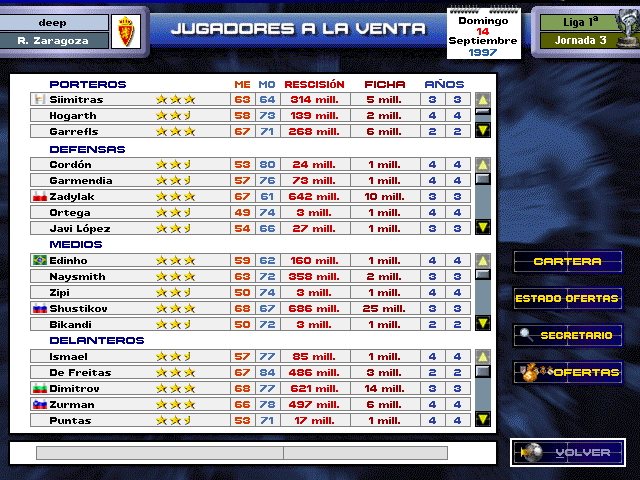 deep
R. Zaragoza
JUGADORES A LA VENTA
Domingo
14
Septiembre
1997
Liga 1ª
Jornada 3
PORTEROS ME MO RESCISIÓN FICHA AÑOS
Siimitras 63 64 314 mill. 5 mill. 3 3
Hogarth 58 73 139 mill. 2 mill. 4 4
Garrefls 67 71 268 mill. 6 mill. 2 2
DEFENSAS
Cordón 53 80 24 mill. 1 mill. 4 4
Garmendia 57 76 73 mill. 1 mill. 4 4
Zadylak 67 61 642 mill. 10 mill. 3 3
Ortega 49 74 3 mill. 1 mill. 4 4
Javi López 54 66 27 mill. 1 mill. 3 3
MEDIOS
Edinho 59 62 160 mill. 1 mill. 4 4
Naysmith 63 72 358 mill. 2 mill. 3 3
Zipi 50 74 3 mill. 1 mill. 4 4
Shustikov 68 67 686 mill. 25 mill. 3 3
Bikandi 50 72 3 mill. 1 mill. 2 2
DELANTEROS
Ismael 57 77 85 mill. 1 mill. 4 4
De Freitas 67 84 486 mill. 3 mill. 2 2
Dimitrov 68 77 621 mill. 14 mill. 3 3
Zurman 66 78 497 mill. 6 mill. 4 4
Puntas 53 71 17 mill. 1 mill. 4 4
CARTERA
ESTADO OFERTAS
SECRETARIO
OFERTAS
VOLVER